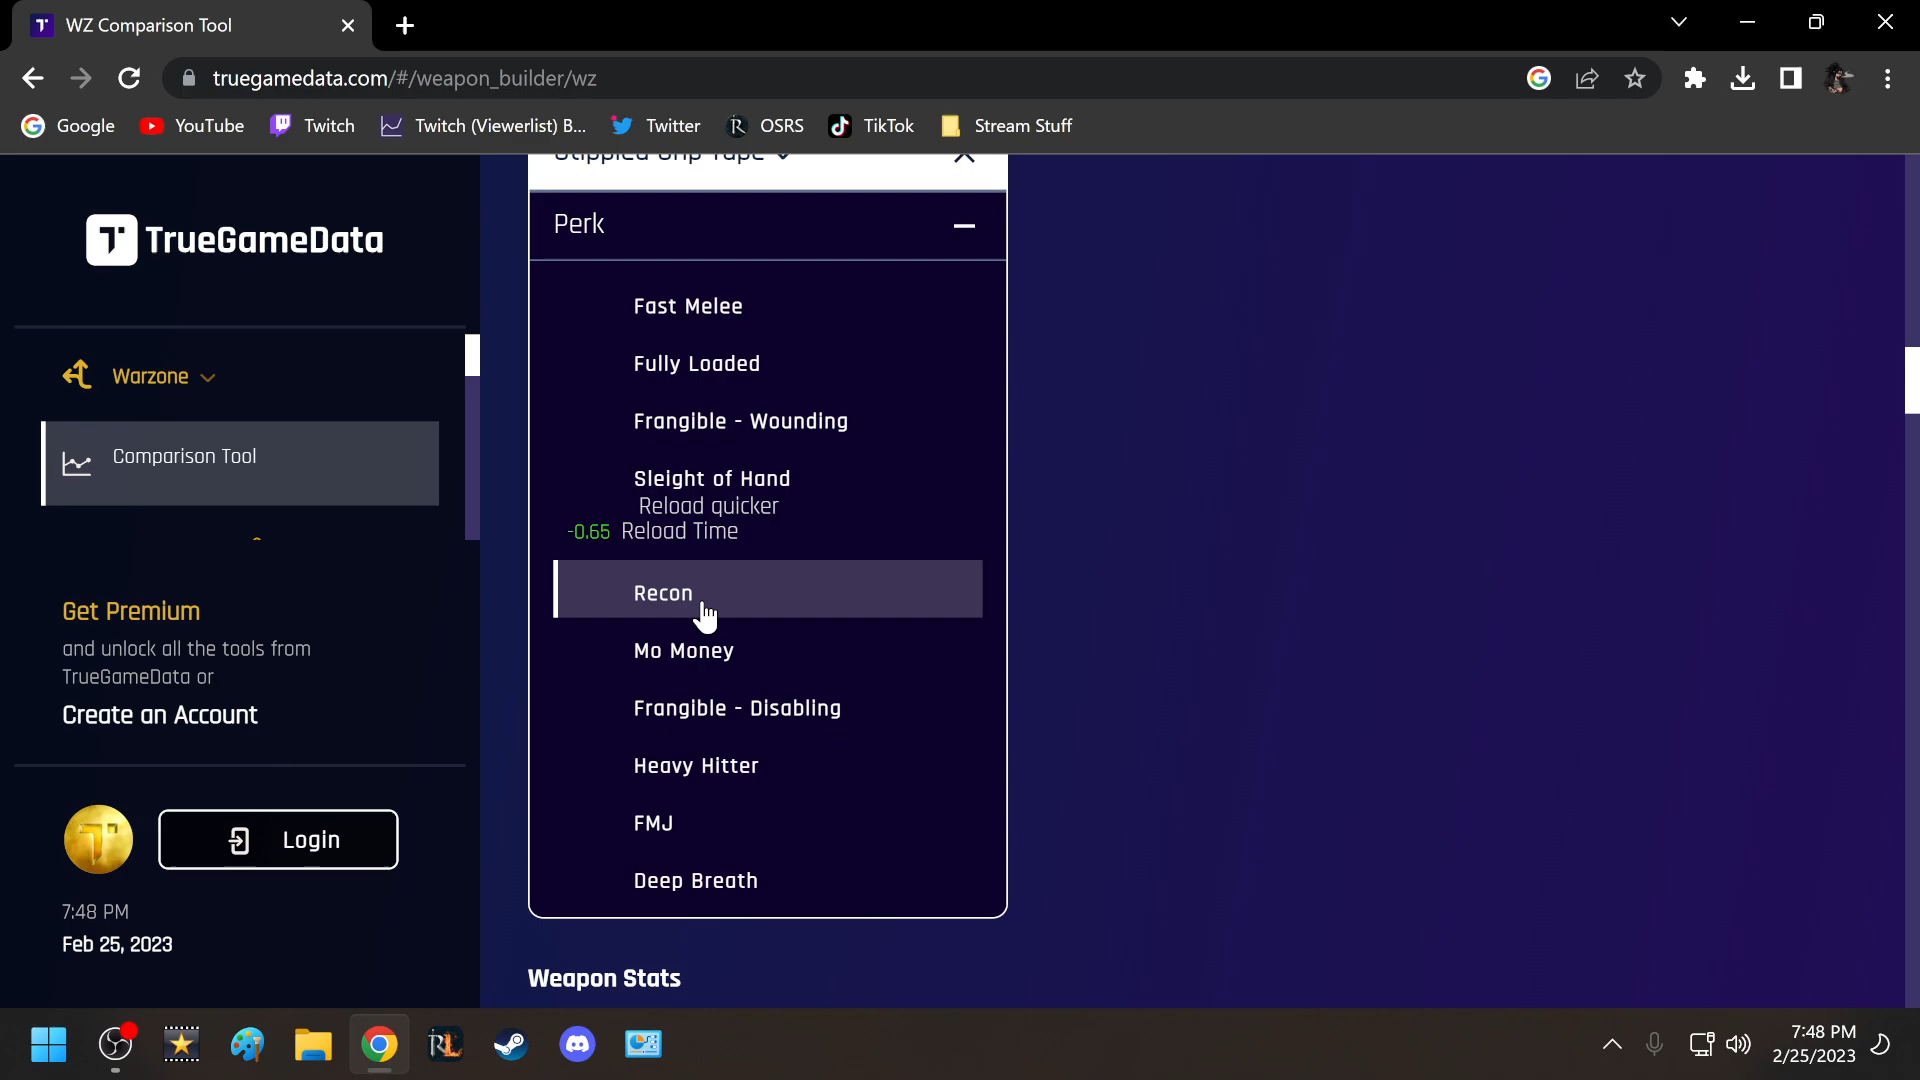 WZ Comparison Tool
truegamedata.com/#/weapon_builder/wz
Google
YouTube
Twitch
Twitch (Viewerlist) B...
Twitter
OSRS
TikTok
Stream Stuff
TrueGameData
Warzone
Comparison Tool
Get Premium
and unlock all the tools from
TrueGameData or
Create an Account
Login
7:48 PM
Feb 25, 2023
Stippled Grip Tape
Perk
Fast Melee
Fully Loaded
Frangible - Wounding
Sleight of Hand
Reload quicker
-0.65 Reload Time
Recon
Mo Money
Frangible - Disabling
Heavy Hitter
FMJ
Deep Breath
Weapon Stats
7:48 PM
2/25/2023